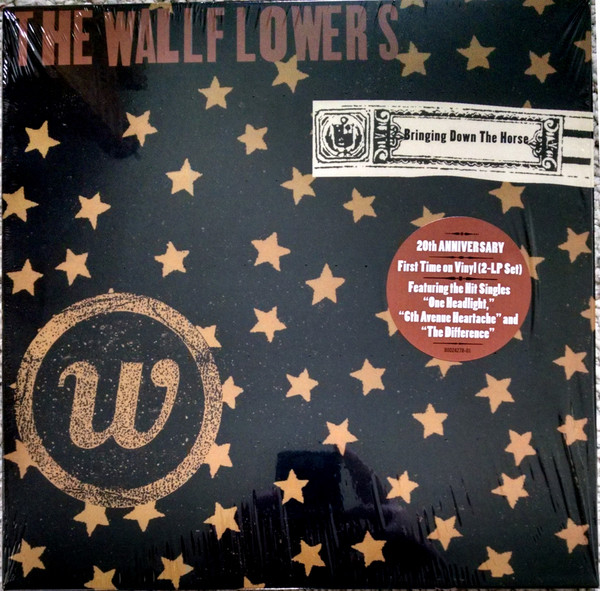 THE WALLFLOWERS
Bringing Down The Horse
20th ANNIVERSARY
First Time on Vinyl (2-LP Set)
Featuring the Hit Singles
"One Headlight,"
"6th Avenue Heartache" and
"The Difference"
w